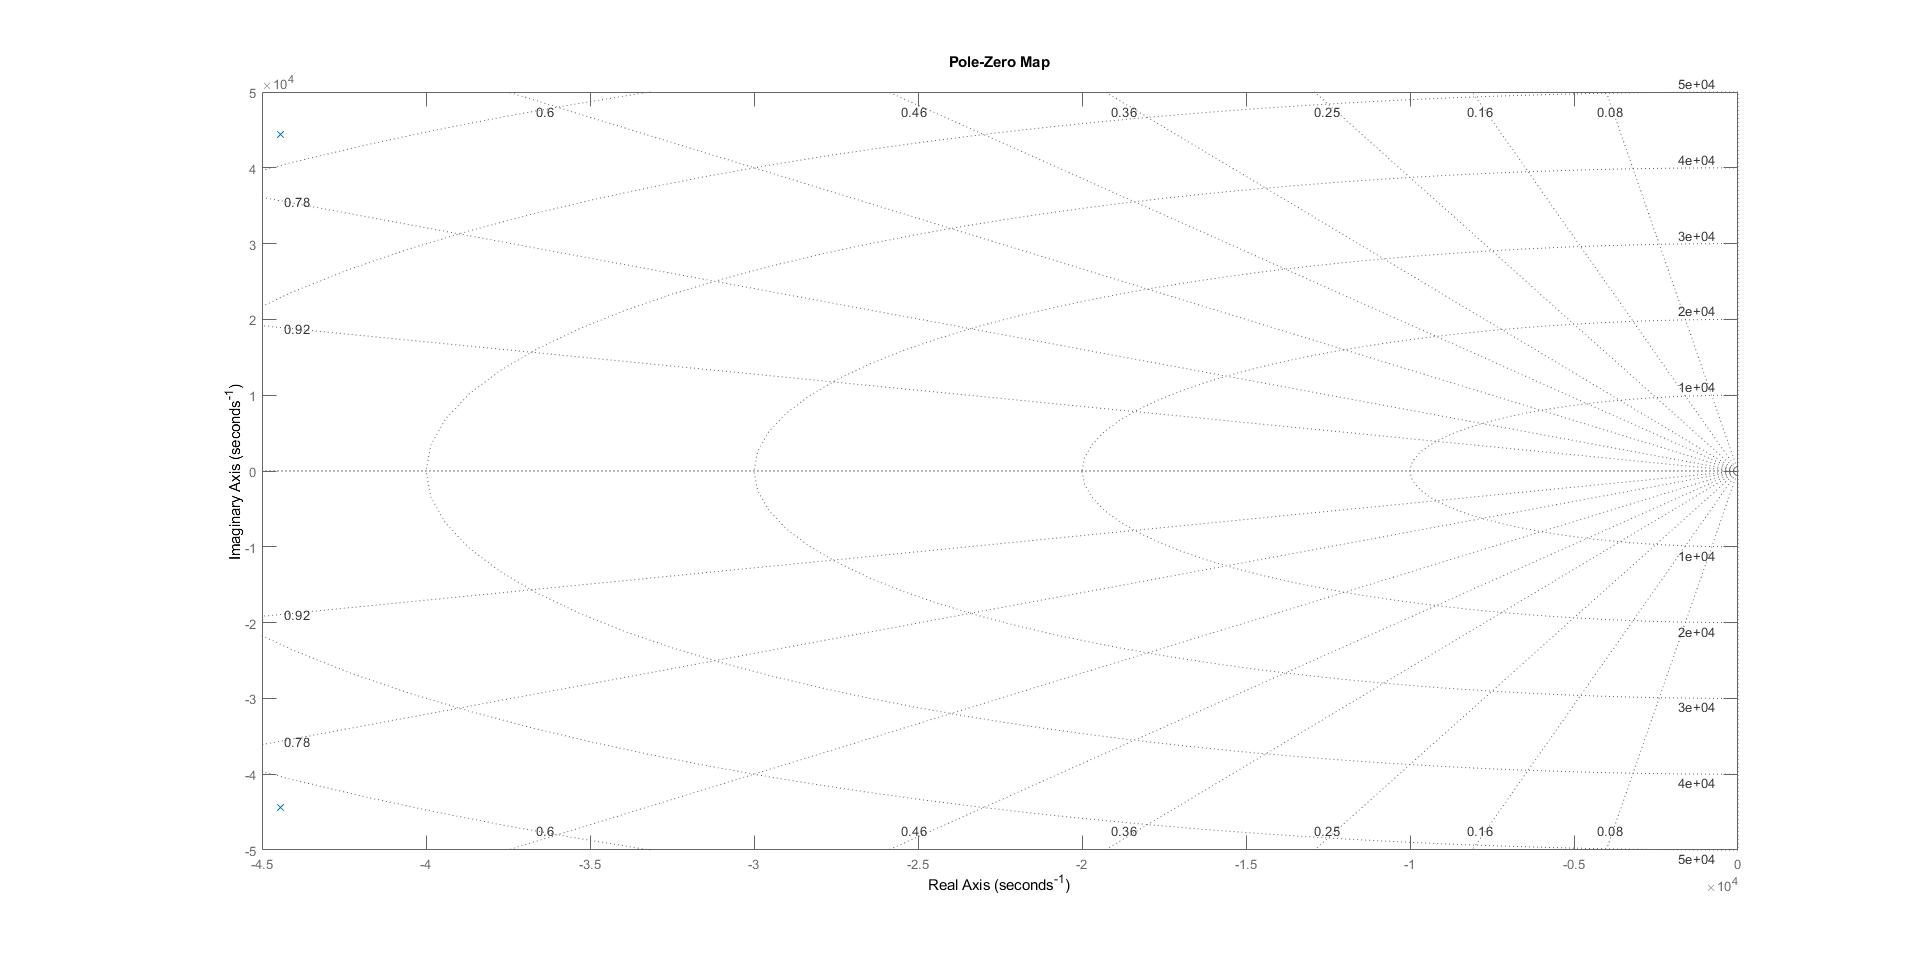 Pole-Zero Map
×10⁴
5e+04
5
0.6 0.46 0.36 0.25 0.16 0.08
4e+04
4
0.78
3e+04
3
2e+04
2
0.92
1e+04
1
Imaginary Axis (seconds⁻¹)
0
-1
1e+04
0.92
-2
2e+04
-3
3e+04
0.78
-4
4e+04
0.6 0.46 0.36 0.25 0.16 0.08
-5
5e+04
-4.5 -4 -3.5 -3 -2.5 -2 -1.5 -1 -0.5 0
Real Axis (seconds⁻¹)
×10⁴